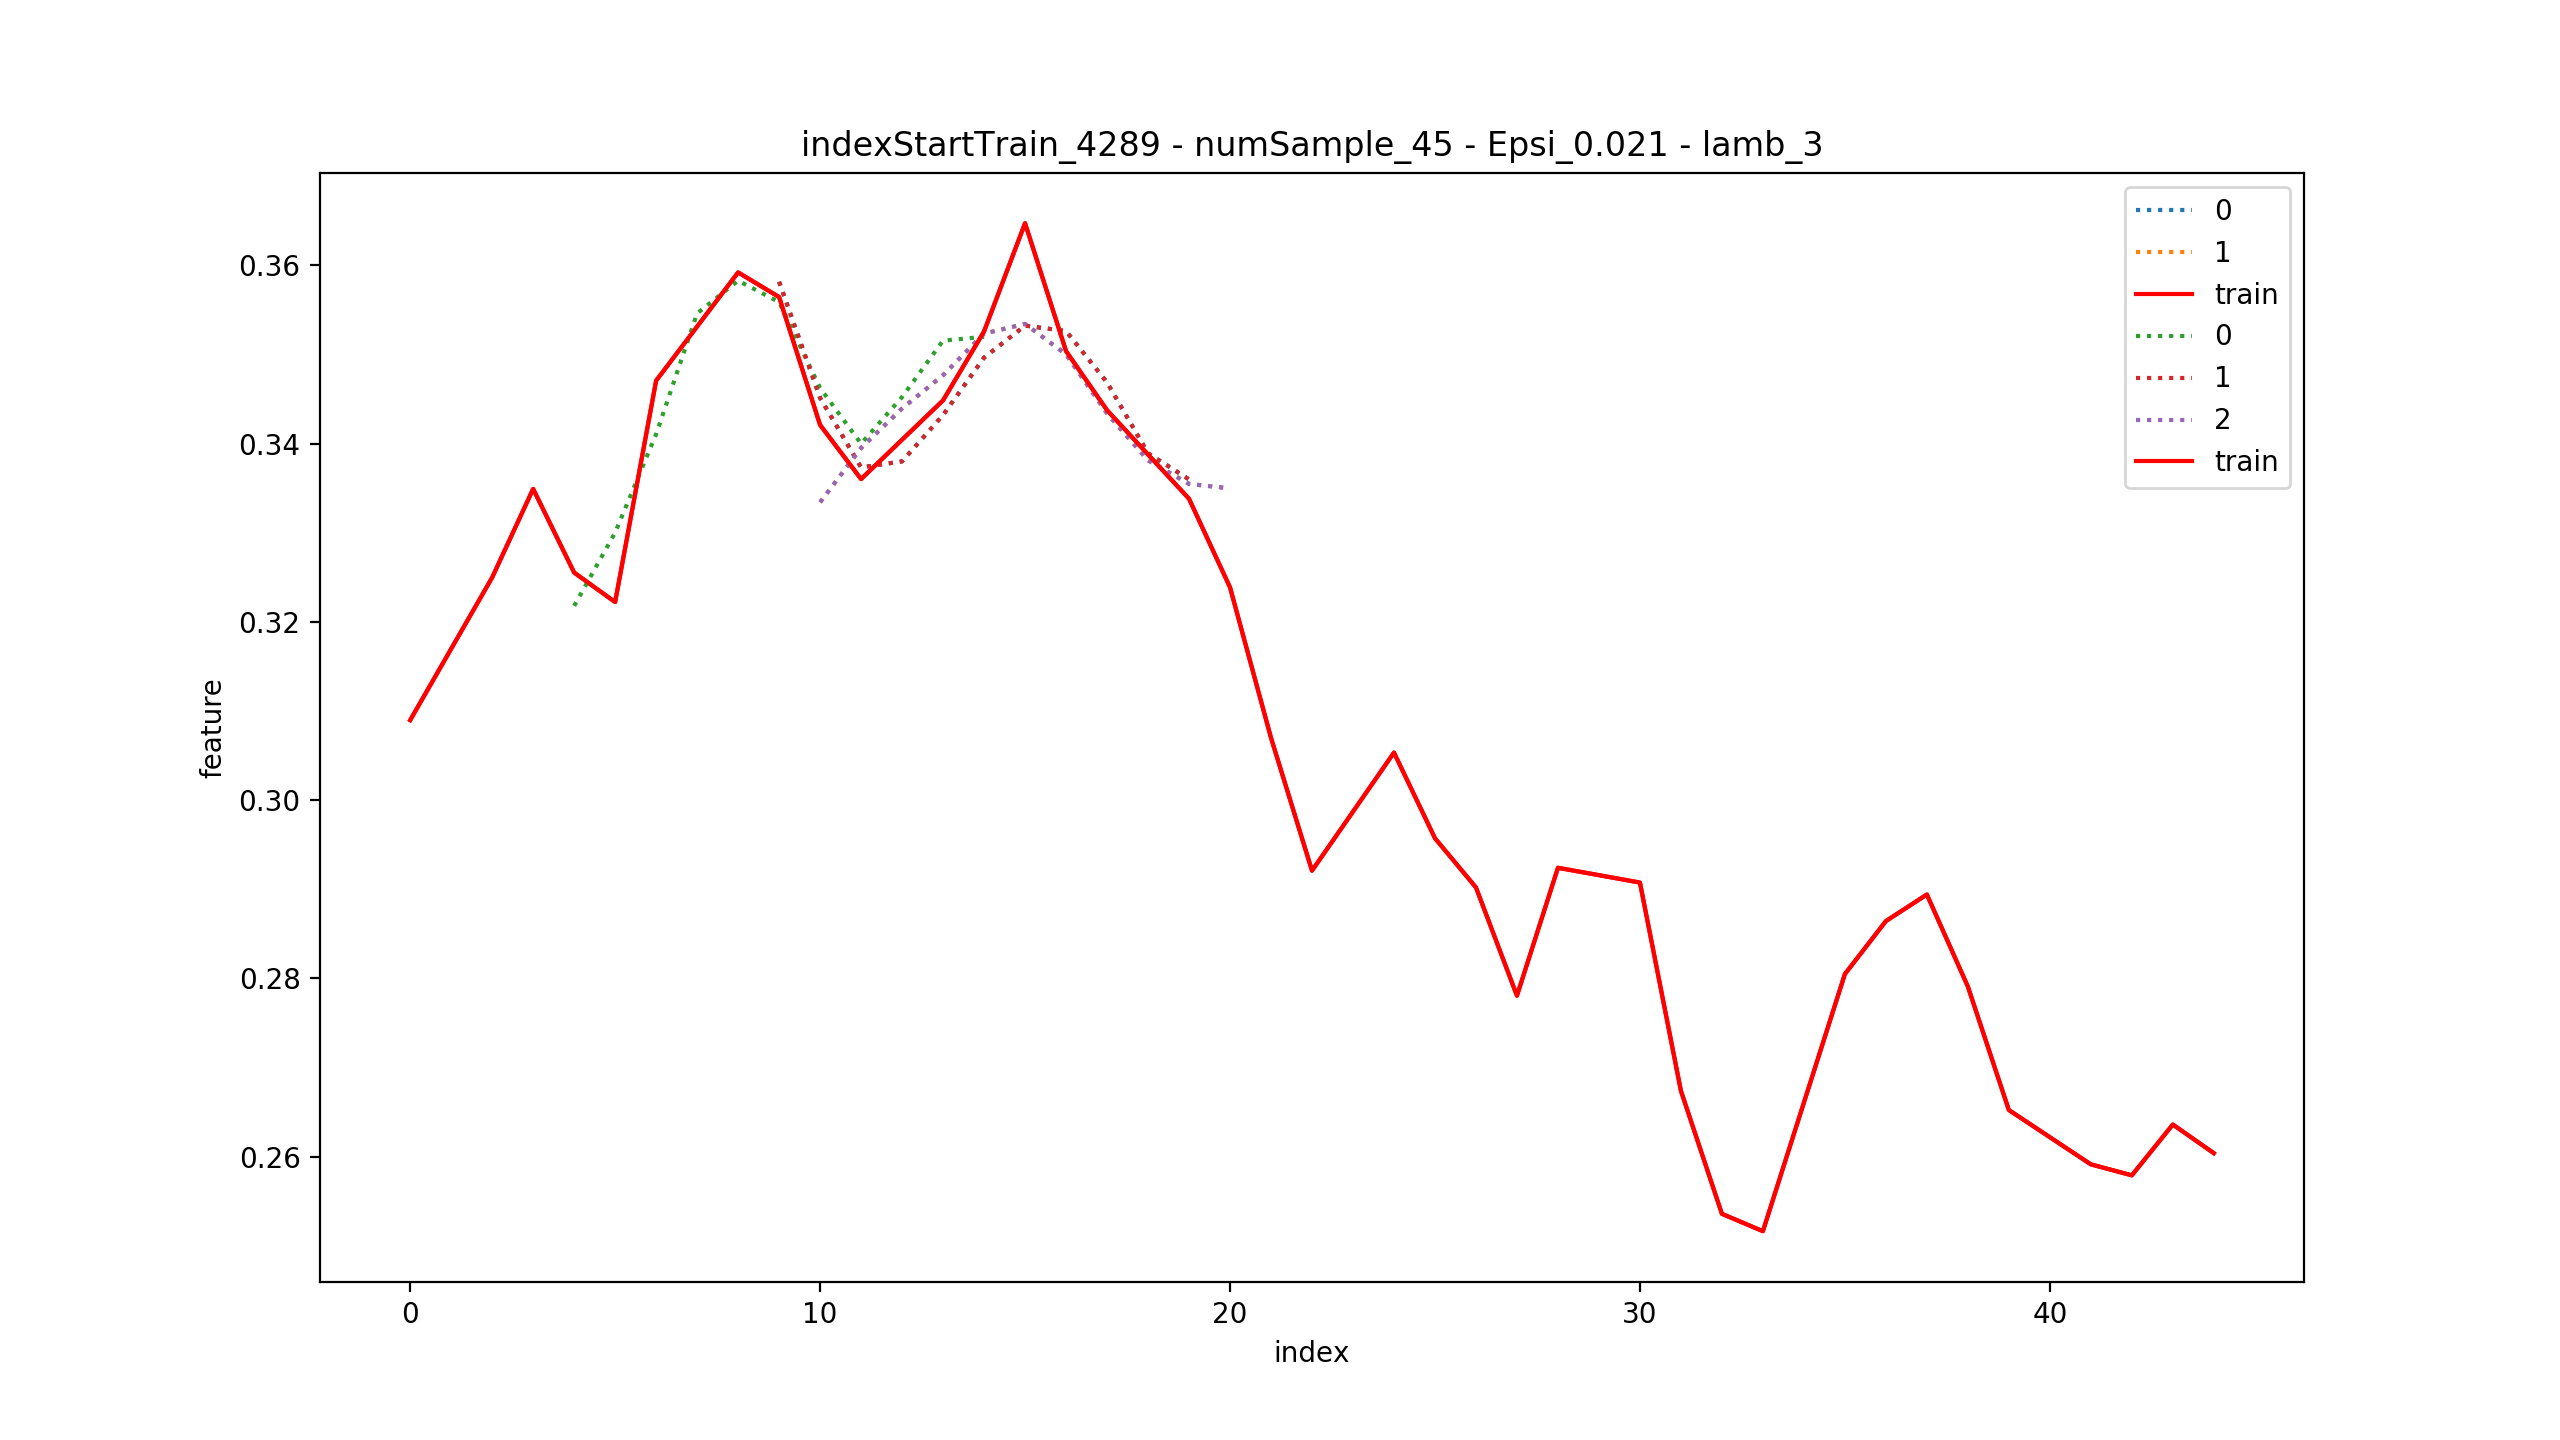 indexStartTrain_4289 - numSample_45 - Epsi_0.021 - lamb_3
0
1
train
0
1
2
train
0.36
0.34
0.32
0.30
0.28
0.26
feature
0 10 20 30 40
index